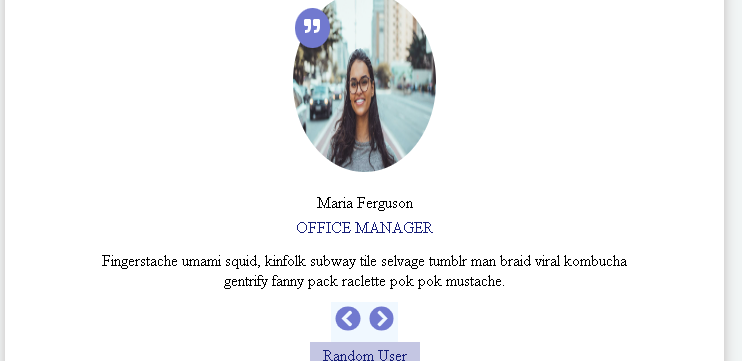 Maria Ferguson
OFFICE MANAGER
Fingerstache umami squid, kinfolk subway tile selvage tumblr man braid viral kombucha
gentrify fanny pack raclette pok pok mustache.
Random User